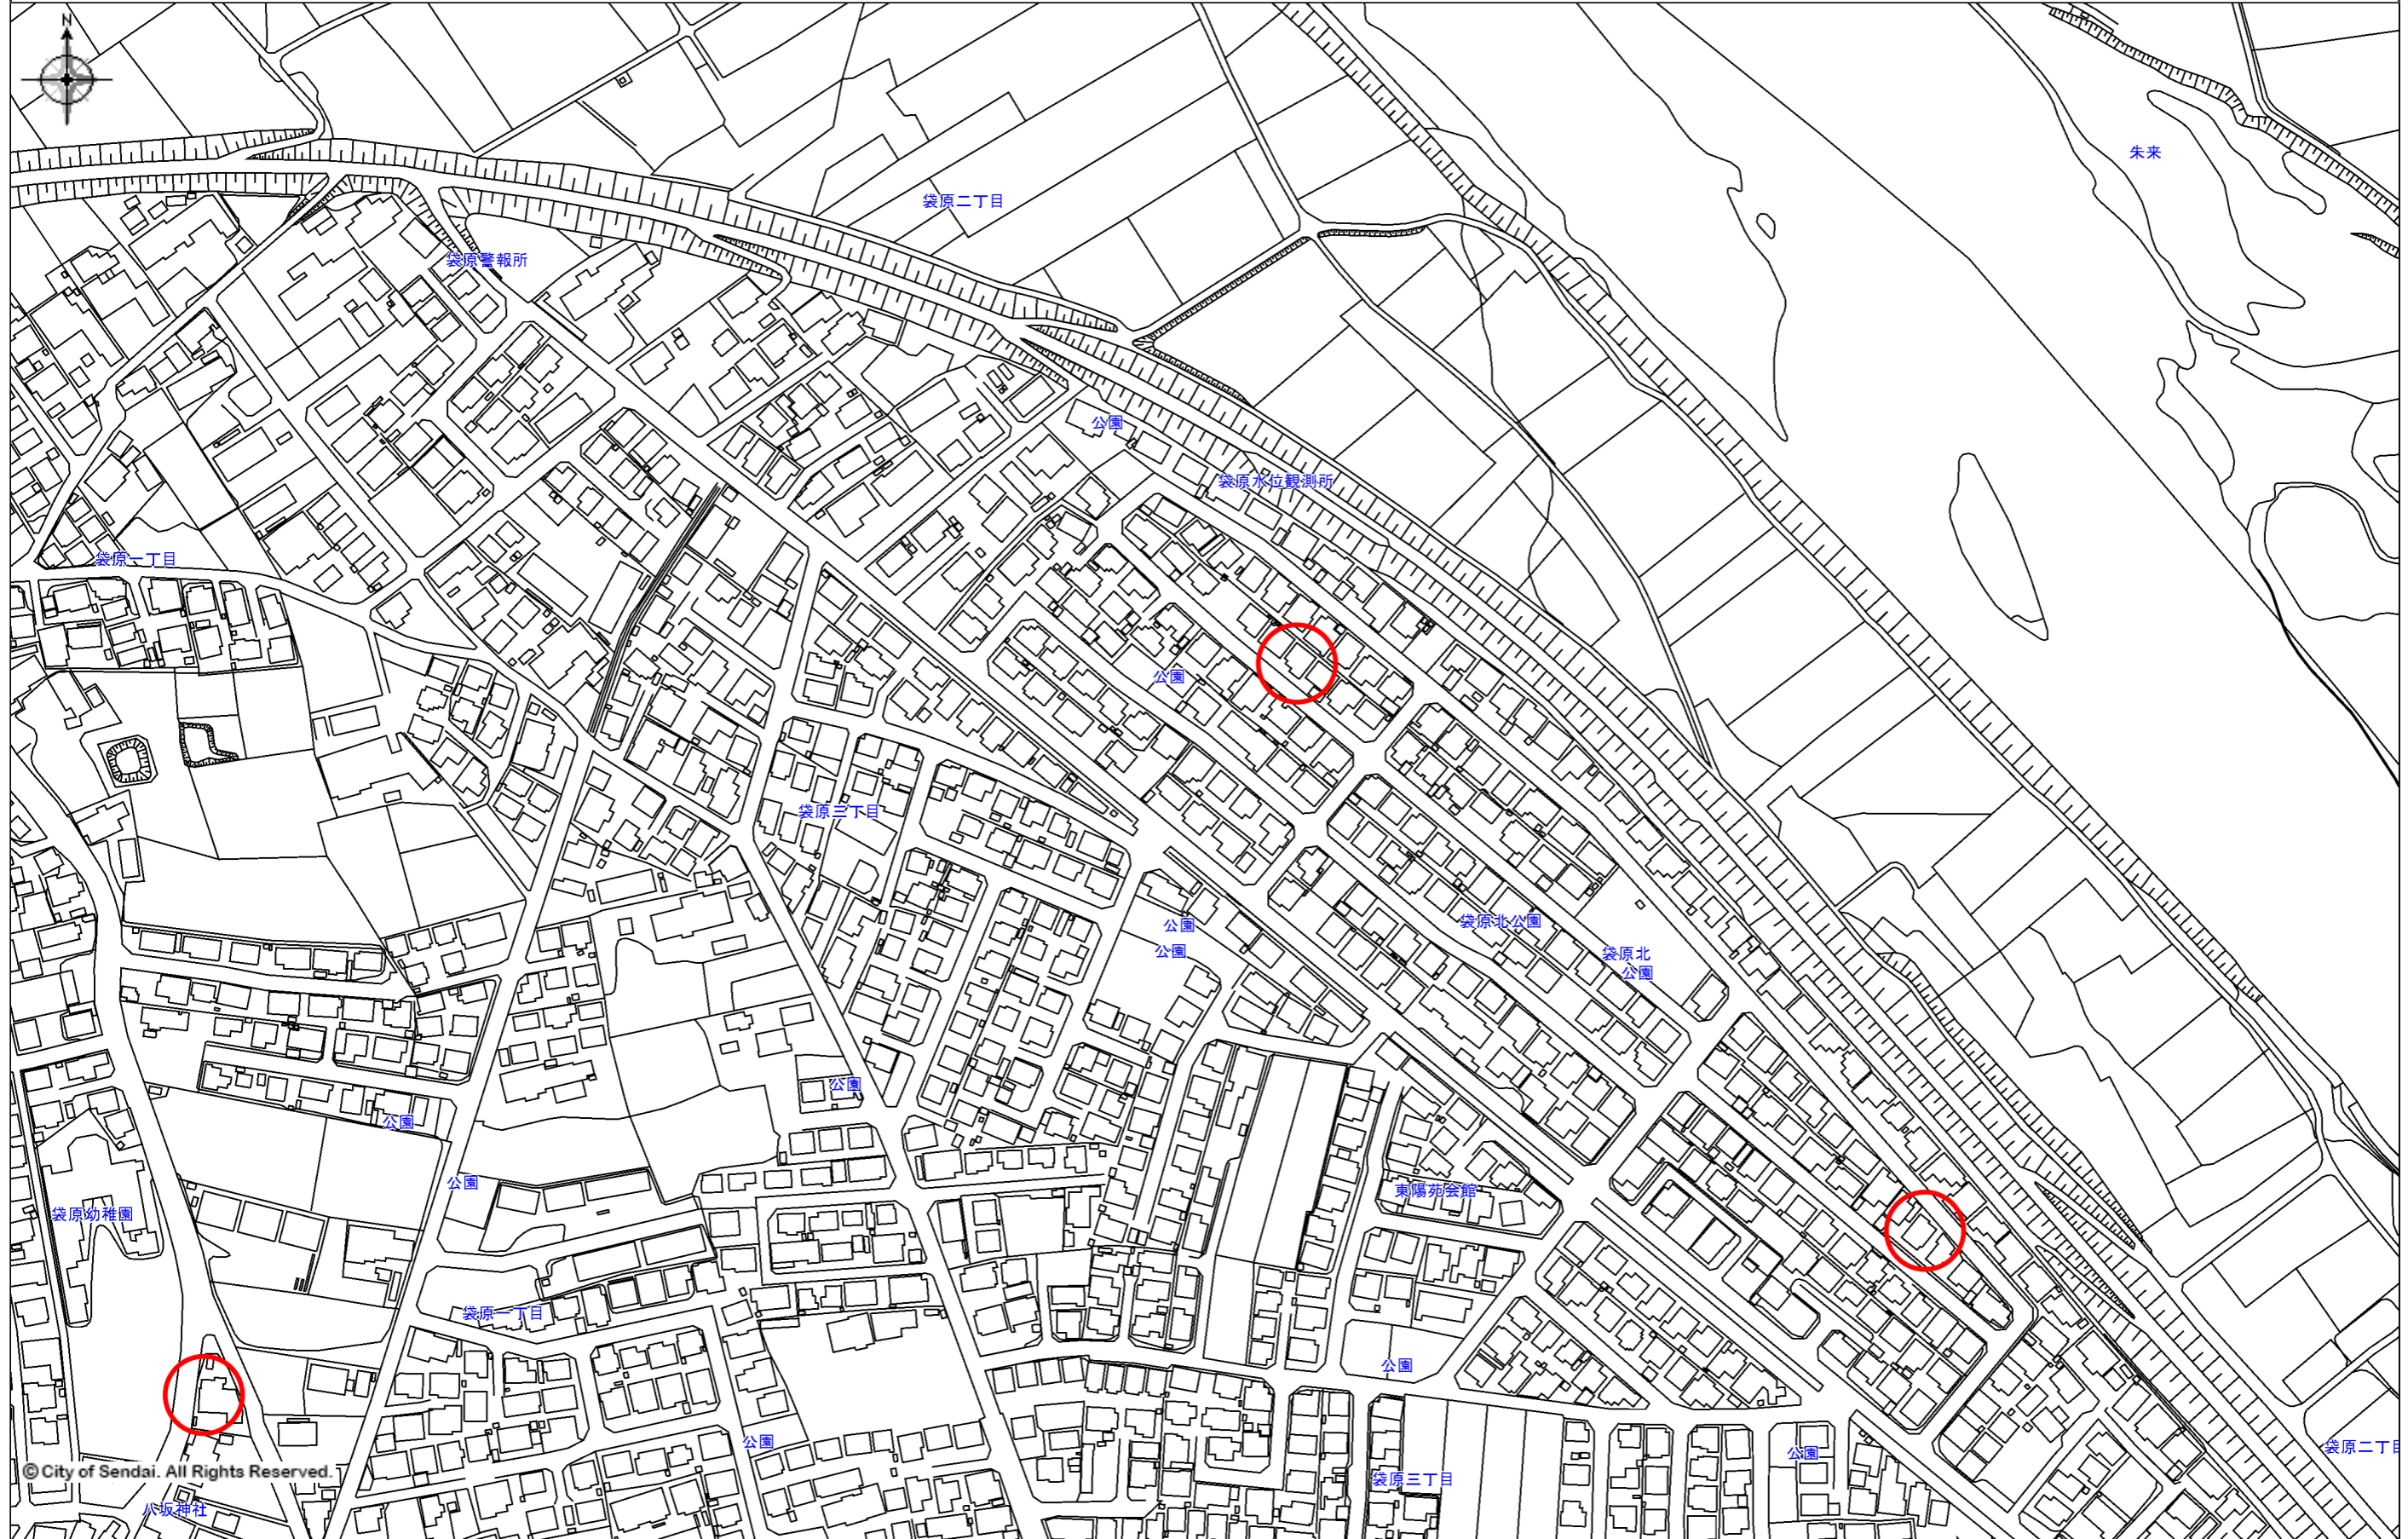 N
朱来
袋原二丁目
袋原警報所
公園
袋原水位観測所
袋原一丁目
公園
袋原三丁目
公園
袋原北公園
公園
袋原北
公園
公園
公園
公園
東陽苑会館
袋原幼稚園
袋原一丁目
公園
公園
袋原二丁目
公園
©City of Sendai. All Rights Reserved.
袋原三丁目
八坂神社